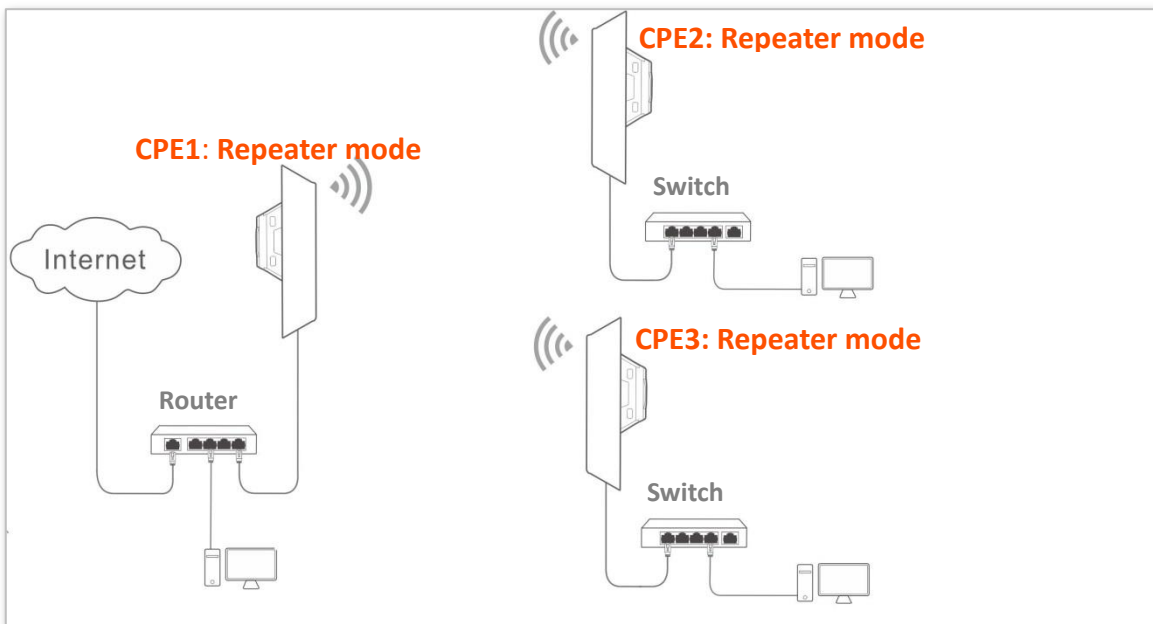 CPE2: Repeater mode
CPE1: Repeater mode
Switch
Internet
CPE3: Repeater mode
Router
Switch